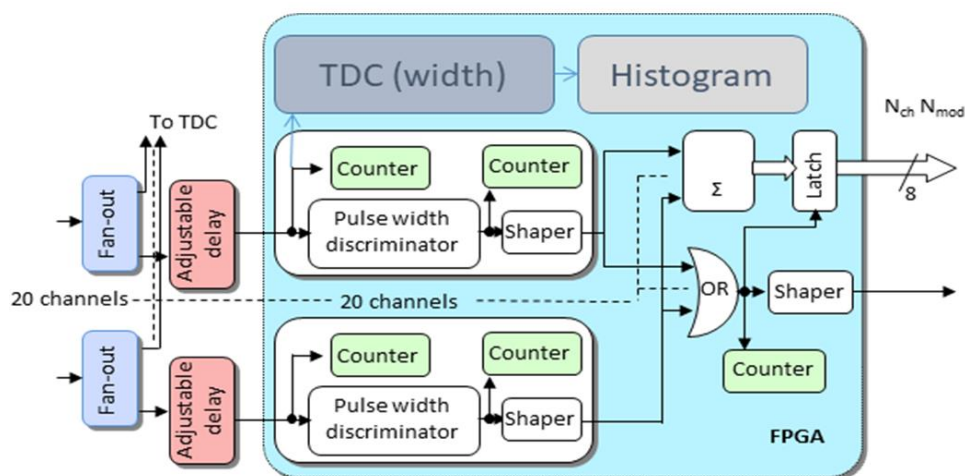 TDC (width)
Histogram
N_ch N_mod
To TDC
Counter
Counter
Fan-out
Adjustable
delay
Pulse width
discriminator
Shaper
Σ
Latch
8
20 channels
20 channels
OR
Shaper
Counter
Fan-out
Adjustable
delay
Counter
Counter
Pulse width
discriminator
Shaper
FPGA